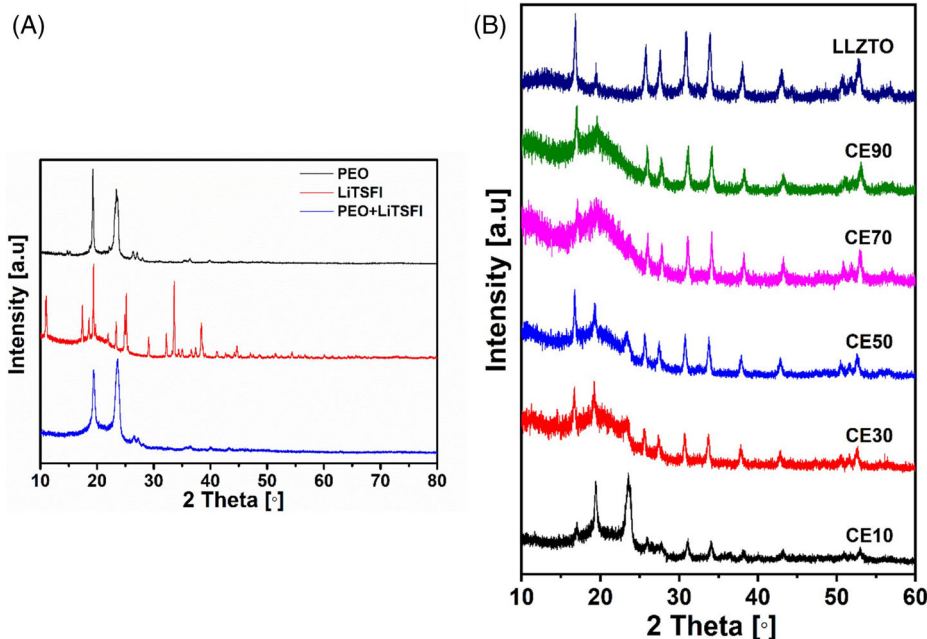 (A)
Intensity [a.u]
PEO
LiTSFI
PEO+LiTSFI
10 20 30 40 50 60 70 80
2 Theta [◦]
(B)
Intensity [a.u]
LLZTO
CE90
CE70
CE50
CE30
CE10
10 20 30 40 50 60
2 Theta [◦]